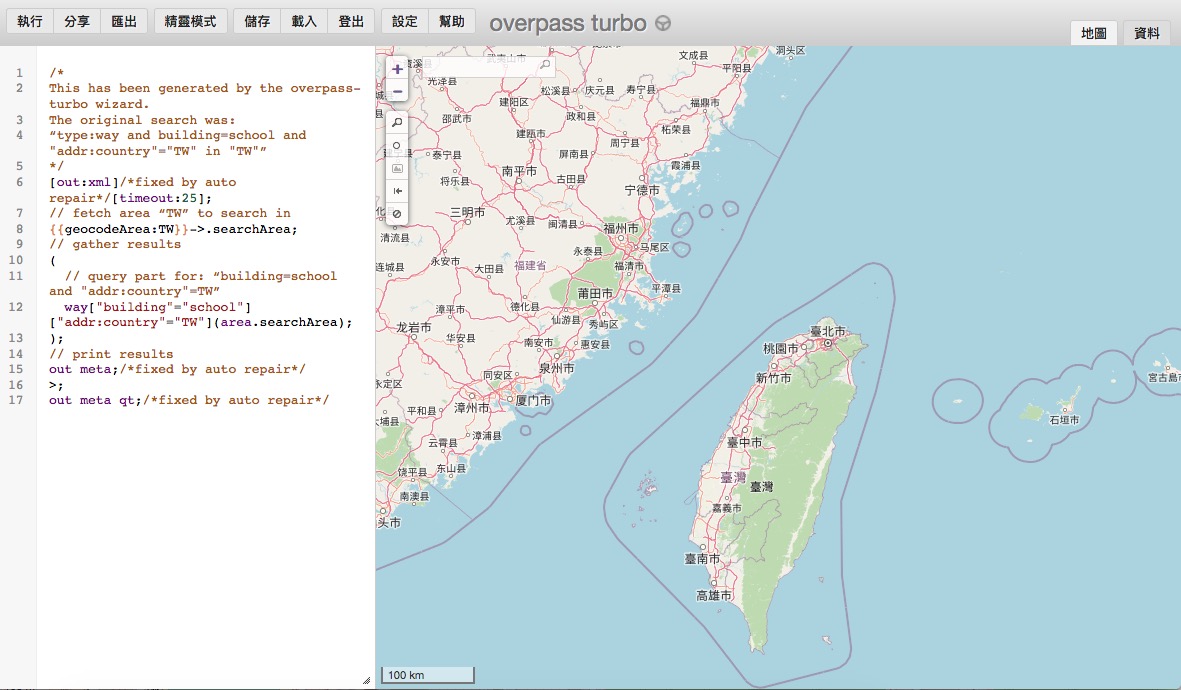 執行
分享
匯出
精靈模式
儲存
載入
登出
設定
幫助
overpass turbo
地圖
資料
1 /*
2 This has been generated by the overpass-
turbo wizard.
3 The original search was:
4 “type:way and building=school and
"addr:country"="TW" in "TW"”
5 */
6 [out:xml]/*fixed by auto
repair*/[timeout:25];
7 // fetch area “TW” to search in
8 {{geocodeArea:TW}}->.searchArea;
9 // gather results
10 (
11 // query part for: “building=school
and "addr:country"=TW”
12 way["building"="school"]
["addr:country"="TW"](area.searchArea);
13 );
14 // print results
15 out meta;/*fixed by auto repair*/
16 >;
17 out meta qt;/*fixed by auto repair*/
+
−
武夷山市
文成县
洞头区
平阳县
光泽县
松溪县
庆元县
寿宁县
建阳区
福鼎市
邵武市
政和县
柘荣县
建瓯市
周宁县
泰宁县
屏南县
霞浦县
南平市
将乐县
古田县
宁德市
三明市
尤溪县
闽清县
福州市
清流县
马尾区
永泰县
永安市
大田县
福建省
福清市
连城县
平潭县
莆田市
德化县
漳平市
仙游县
秀屿区
龙岩市
华安县
南安市
惠安县
泉州市
同安区
永定区
厦门市
漳州市
平和县
云霄县
漳浦县
饶平县
东山县
南澳县
头市
臺北市
桃園市
新竹市
臺中市
臺灣
臺灣
嘉義市
臺南市
高雄市
宮古島市
石垣市
100 km